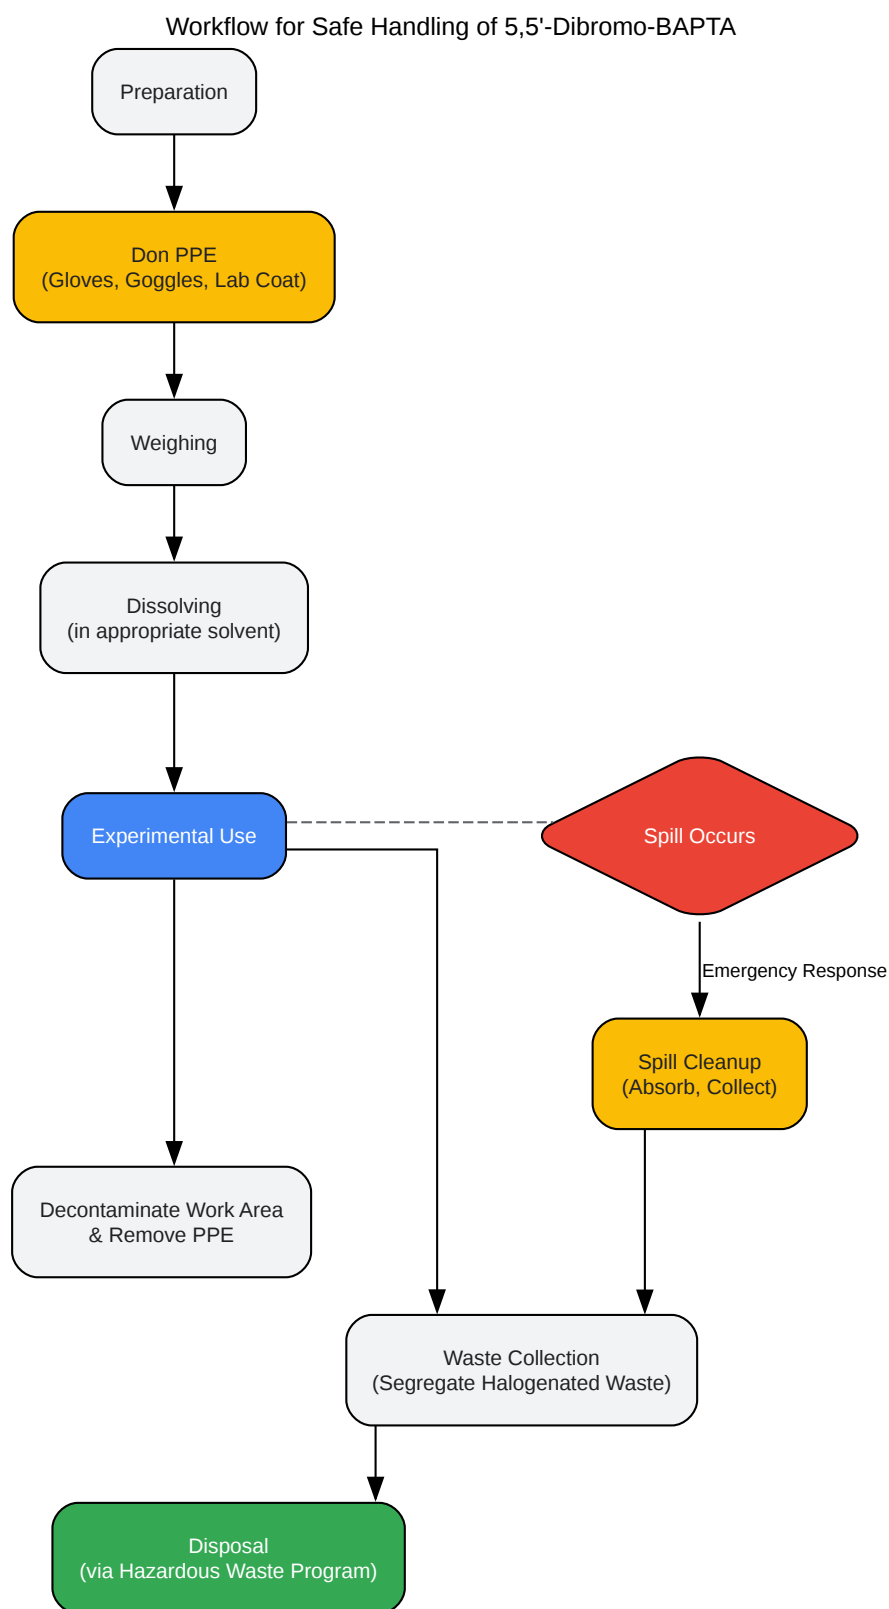 Workflow for Safe Handling of 5,5'-Dibromo-BAPTA
Preparation
Don PPE
(Gloves, Goggles, Lab Coat)
Weighing
Dissolving
(in appropriate solvent)
Experimental Use
Spill Occurs
Emergency Response
Spill Cleanup
(Absorb, Collect)
Decontaminate Work Area
& Remove PPE
Waste Collection
(Segregate Halogenated Waste)
Disposal
(via Hazardous Waste Program)